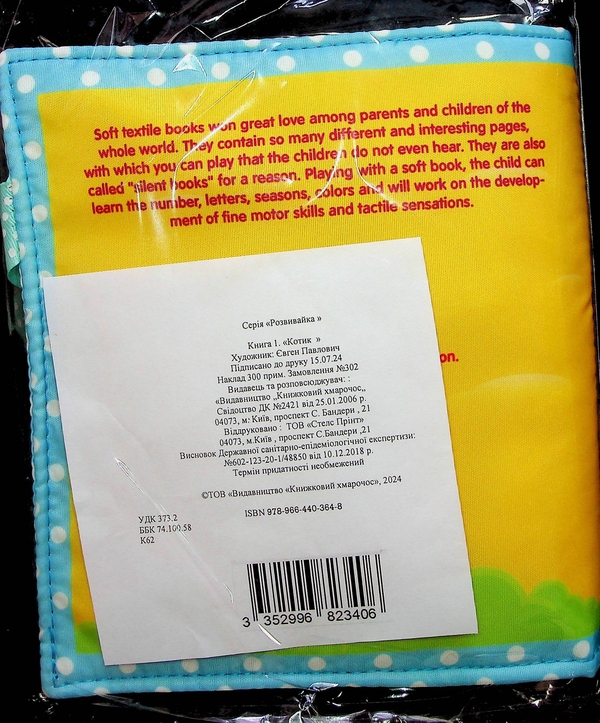 Soft textile books won great love among parents and children of the
whole world. They contain so many different and interesting pages,
with which you can play that the children do not even hear. They are also
called "silent books" for a reason. Playing with a soft book, the child can
learn the number, letters, seasons, colors and will work on the develop-
ment of fine motor skills and tactile sensations.
on.
Серія «Розвивайка »
Книга 1. «Котик »
Художник: Євген Павлович
Підписано до друку 15.07.24
Наклад 300 прим. Замовлення №302
Видавець та розповсюджувач: :
«Видавництво ,,Книжковий хмарочос,,
Свідоцтво ДК №2421 від 25.01.2006 р.
04073, м. Київ, проспект С. Бандери , 21
Віддруковано : ТОВ «Стелс Прінт»
04073, м.Київ , проспект С.Бандери ,21
Висновок Державної санітарно-епідеміологічної експертизи:
№602-123-20-1/48850 від 10.12.2018 р.
Термін придатності необмежений
©ТОВ «Видавництво «Книжковий хмарочос», 2024
ISBN 978-966-440-364-8
УДК 373.2
ББК 74.100.58
К62
3 352996 823406